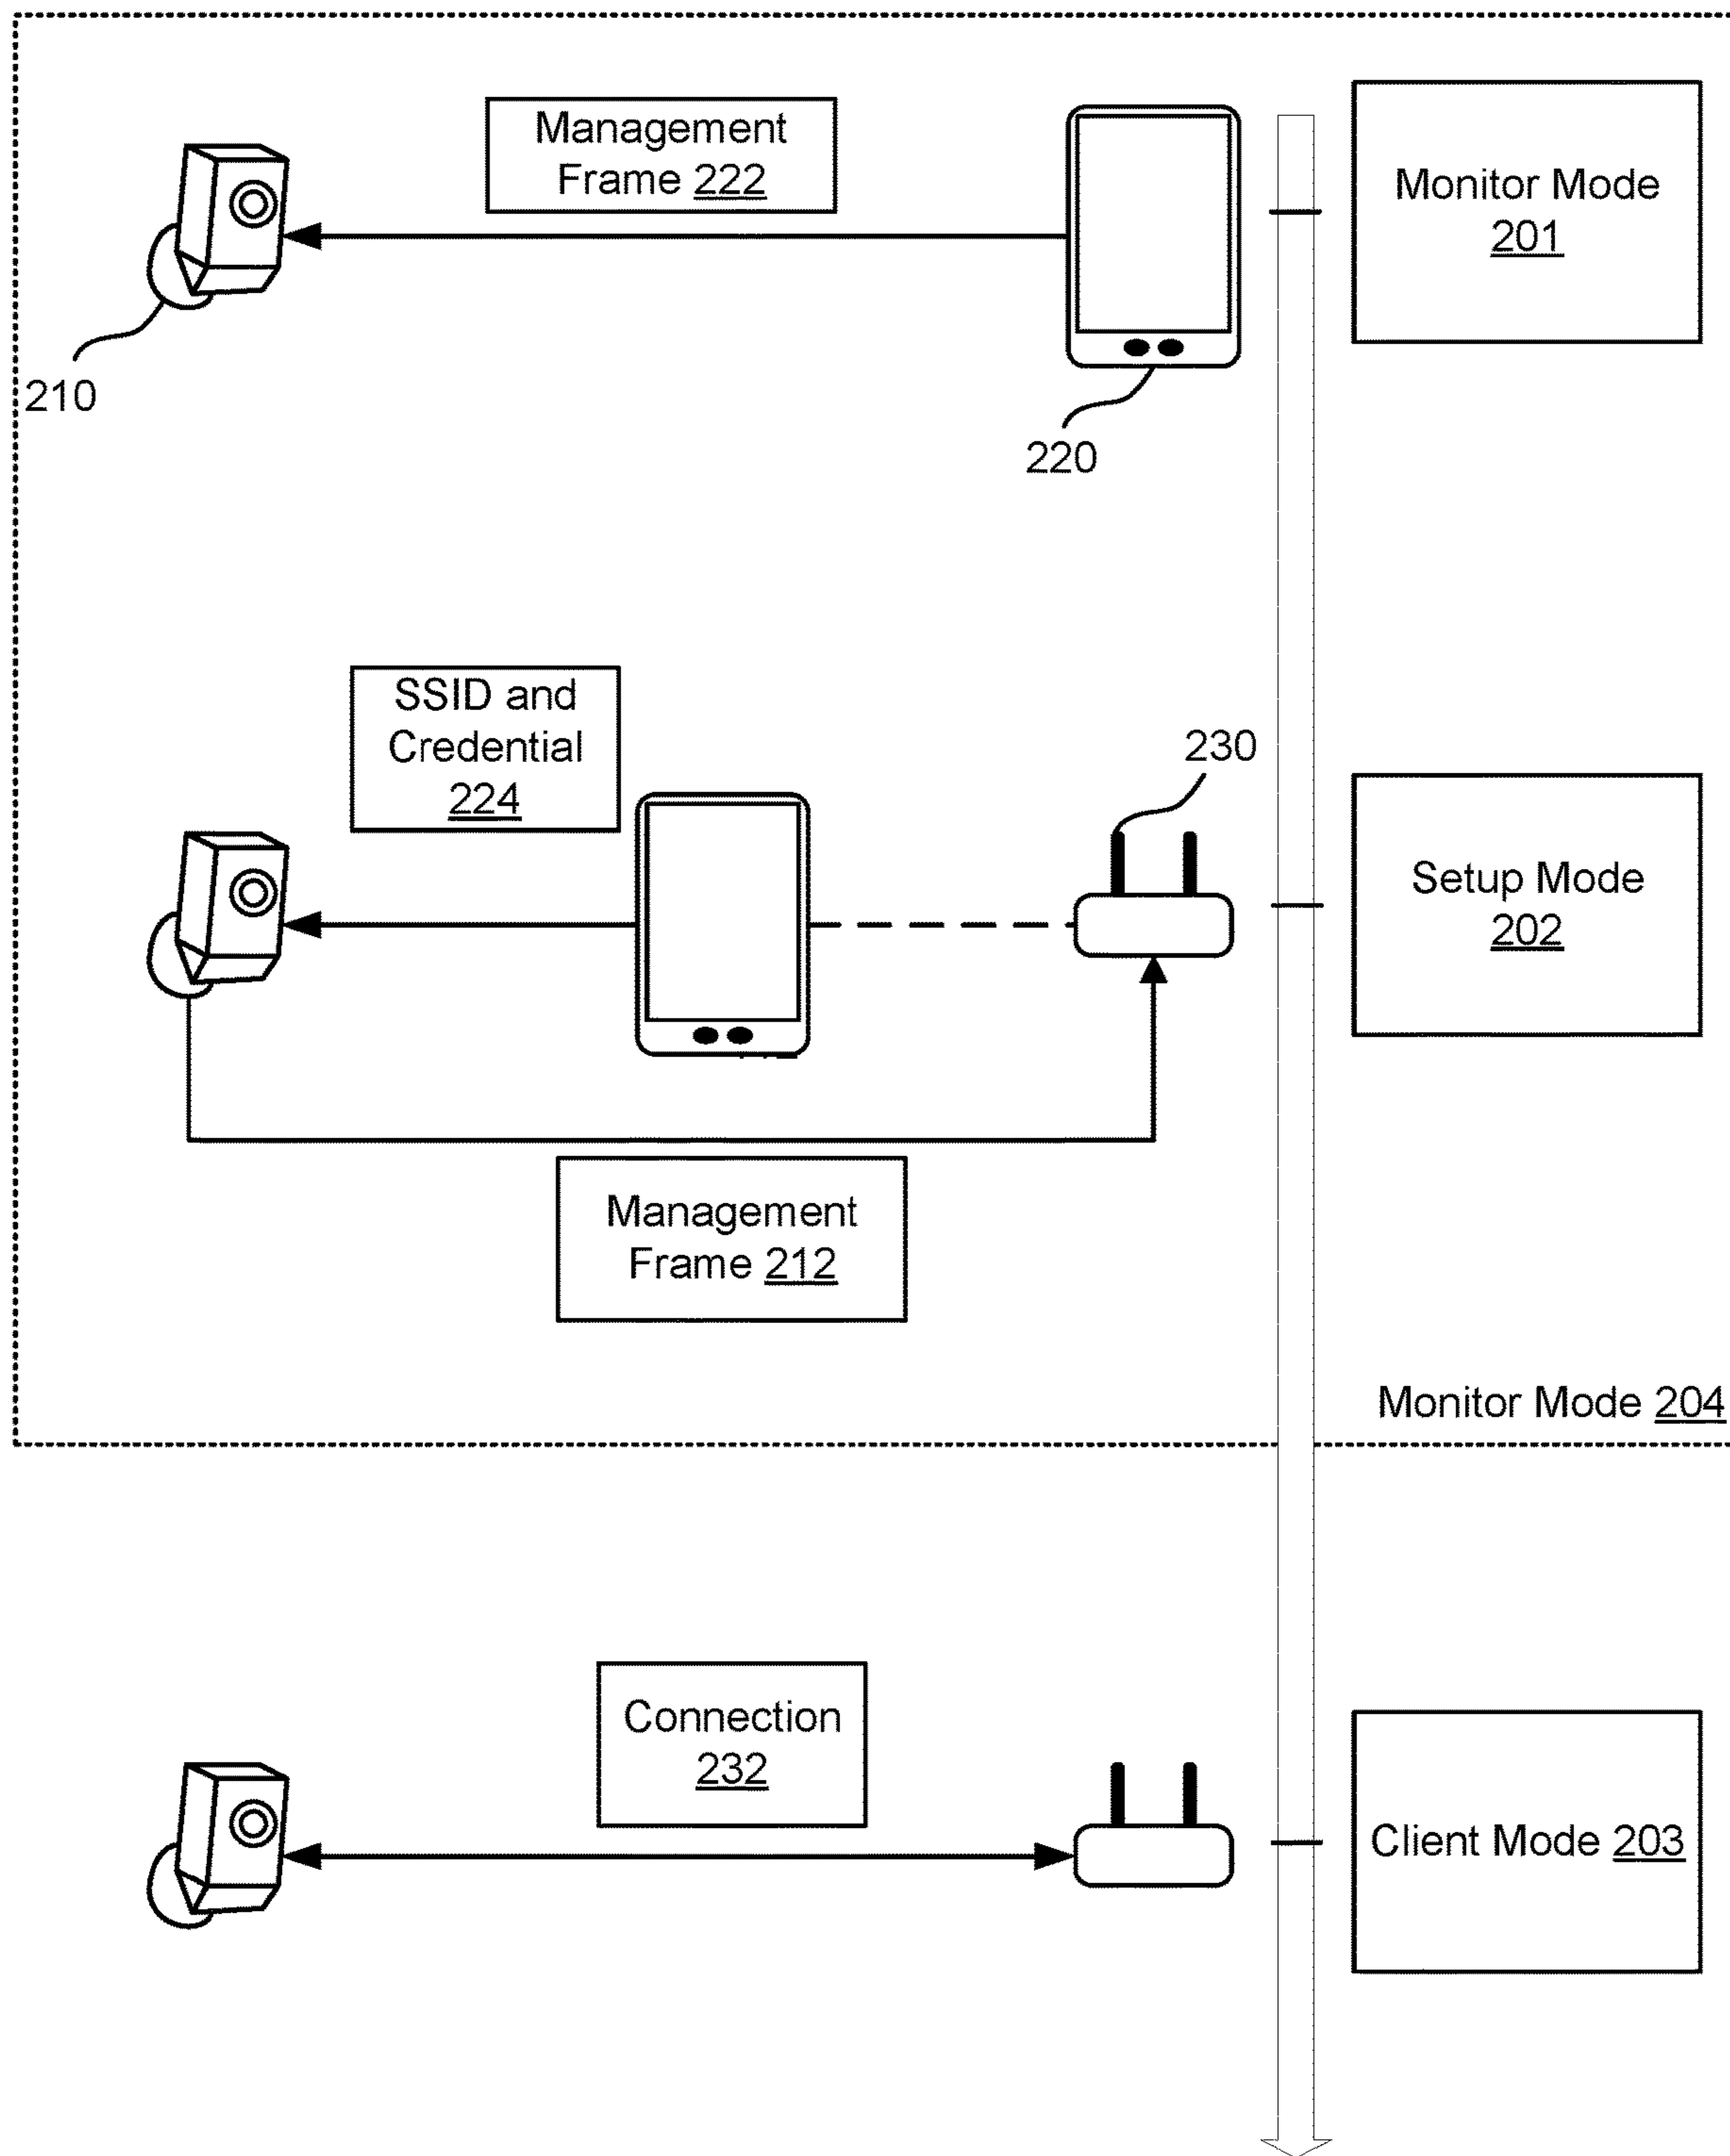 Management
Frame 222
Monitor Mode
201
210
220
SSID and
Credential
224
230
Setup Mode
202
Management
Frame 212
Monitor Mode 204
Connection
232
Client Mode 203